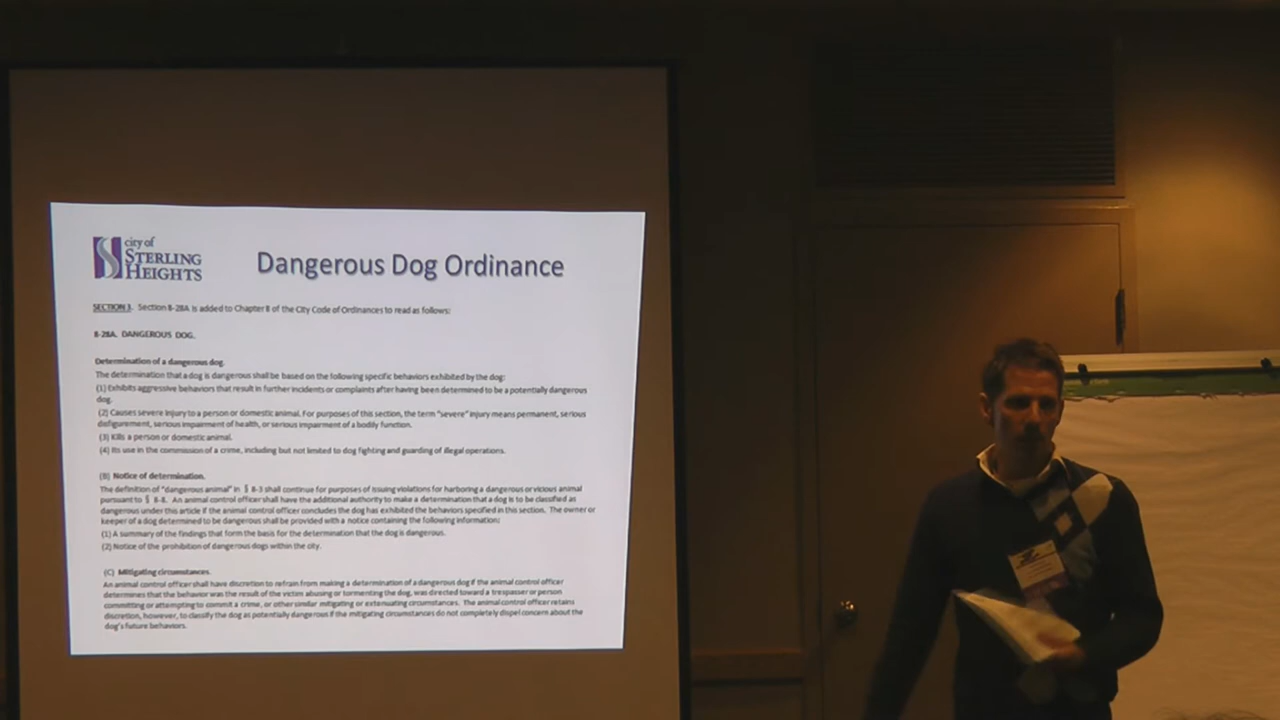 city of
STERLING
HEIGHTS
Dangerous Dog Ordinance
SECTION 3. Section 8-28A is added to Chapter 8 of the City Code of Ordinances to read as follows:
8-28A. DANGEROUS DOG.
Determination of a dangerous dog.
The determination that a dog is dangerous shall be based on the following specific behaviors exhibited by the dog:
(1) Exhibits aggressive behaviors that result in further incidents or complaints after having been determined to be a potentially dangerous
dog.
(2) Causes severe injury to a person or domestic animal. For purposes of this section, the term "severe" injury means permanent, serious
disfigurement, serious impairment of health, or serious impairment of a bodily function.
(3) Kills a person or domestic animal.
(4) Its use in the commission of a crime, including but not limited to dog fighting and guarding of illegal operations.
(B) Notice of determination.
The definition of "dangerous animal" in § 8-3 shall continue for purposes of issuing violations for harboring a dangerous or vicious animal
pursuant to § 8-8. An animal control officer shall have the additional authority to make a determination that a dog is to be classified as
dangerous under this article if the animal control officer concludes the dog has exhibited the behaviors specified in this section. The owner or
keeper of a dog determined to be dangerous shall be provided with a notice containing the following information:
(1) A summary of the findings that form the basis for the determination that the dog is dangerous.
(2) Notice of the prohibition of dangerous dogs within the city.
(C) Mitigating circumstances.
An animal control officer shall have discretion to refrain from making a determination of a dangerous dog if the animal control officer
determines that the behavior was the result of the victim abusing or tormenting the dog, was directed toward a trespasser or person
committing or attempting to commit a crime, or other similar mitigating or extenuating circumstances. The animal control officer retains
discretion, however, to classify the dog as potentially dangerous if the mitigating circumstances do not completely dispel concern about the
dog's future behaviors.